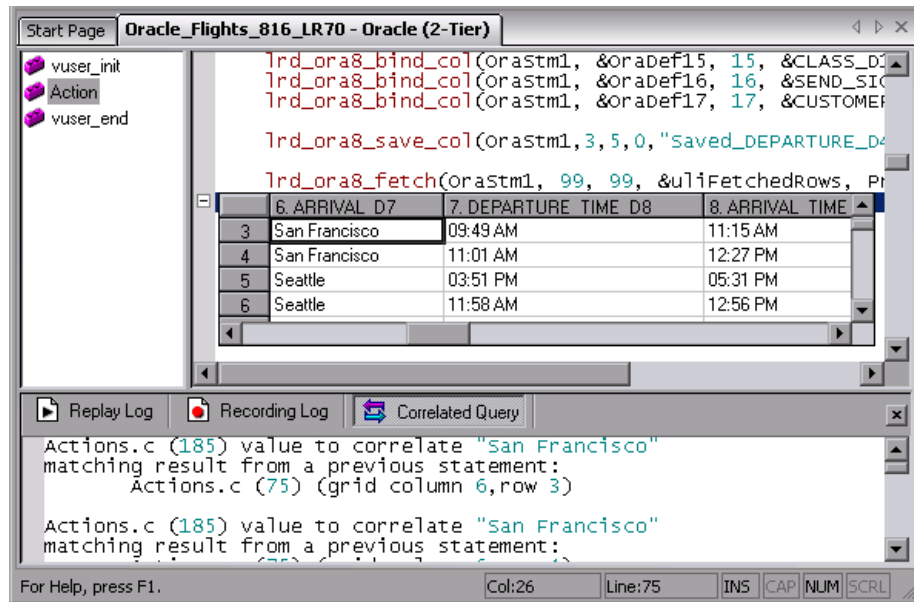 Start Page Oracle_Flights_816_LR70 - Oracle (2-Tier)
vuser_init
Action
vuser_end
lrd_ora8_bind_col(OraStm1, &OraDef15, 15, &CLASS_D
lrd_ora8_bind_col(OraStm1, &OraDef16, 16, &SEND_SIG
lrd_ora8_bind_col(OraStm1, &OraDef17, 17, &CUSTOMER
lrd_ora8_save_col(OraStm1,3,5,0,"Saved_DEPARTURE_D4
lrd_ora8_fetch(OraStm1, 99, 99, &uliFetchedRows, Pr
6. ARRIVAL_D7 7. DEPARTURE_TIME_D8 8. ARRIVAL_TIME
3 San Francisco 09:49 AM 11:15 AM
4 San Francisco 11:01 AM 12:27 PM
5 Seattle 03:51 PM 05:31 PM
6 Seattle 11:58 AM 12:56 PM
Replay Log Recording Log Correlated Query
Actions.c (185) value to correlate "San Francisco"
matching result from a previous statement:
Actions.c (75) (grid column 6,row 3)
Actions.c (185) value to correlate "San Francisco"
matching result from a previous statement:
For Help, press F1. Col:26 Line:75 INS CAP NUM SCRL